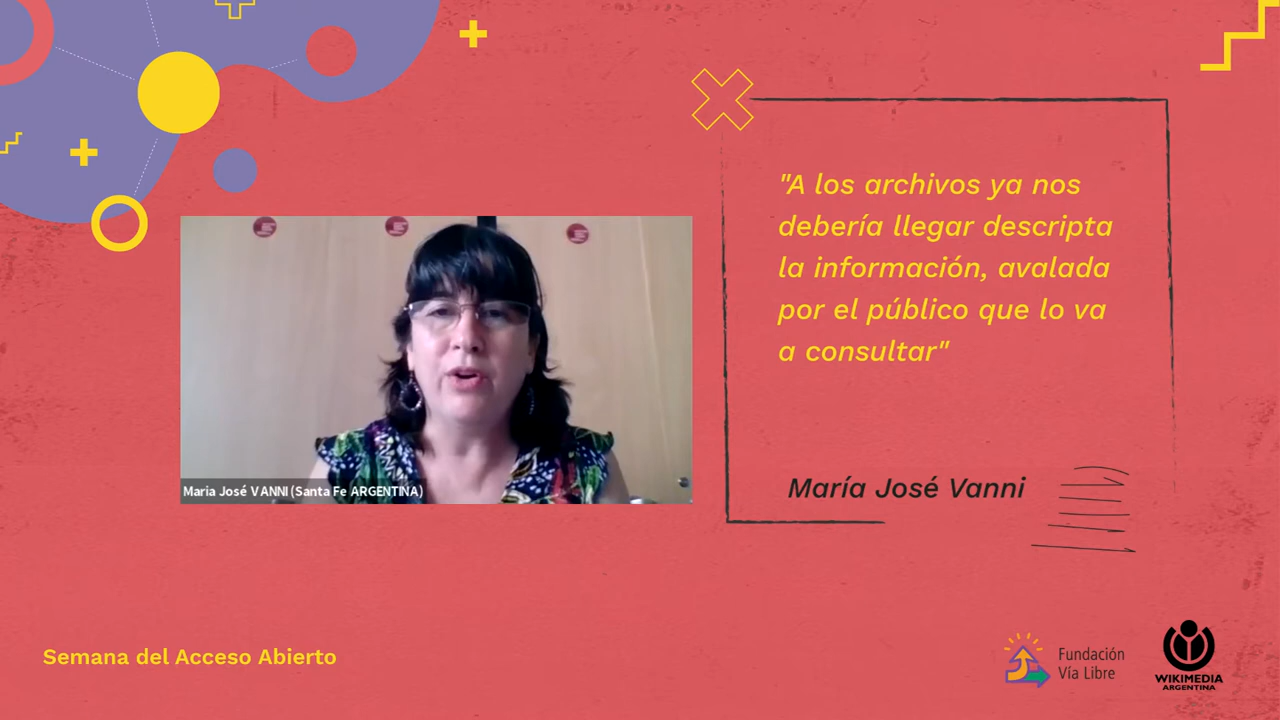 "A los archivos ya nos
debería llegar descripta
la información, avalada
por el público que lo va
a consultar"
María José Vanni
Maria José VANNI (Santa Fe ARGENTINA)
Semana del Acceso Abierto
Fundación
Vía Libre
WIKIMEDIA
ARGENTINA